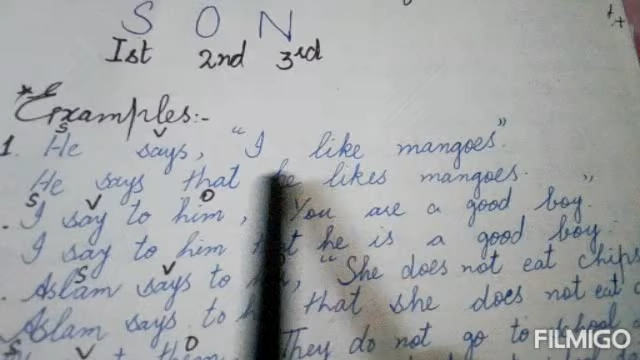 S O N
Ist 2nd 3rd
* Examples:-
S V
1. He says, "I like mangoes."
He says that he likes mangoes.
S V O
. I say to him, "You are a good boy."
I say to him that he is a good boy.
S V
. Aslam says to "She does not eat chips
Aslam says to that she does not eat
S V O
They do not go to school
FILMIGO